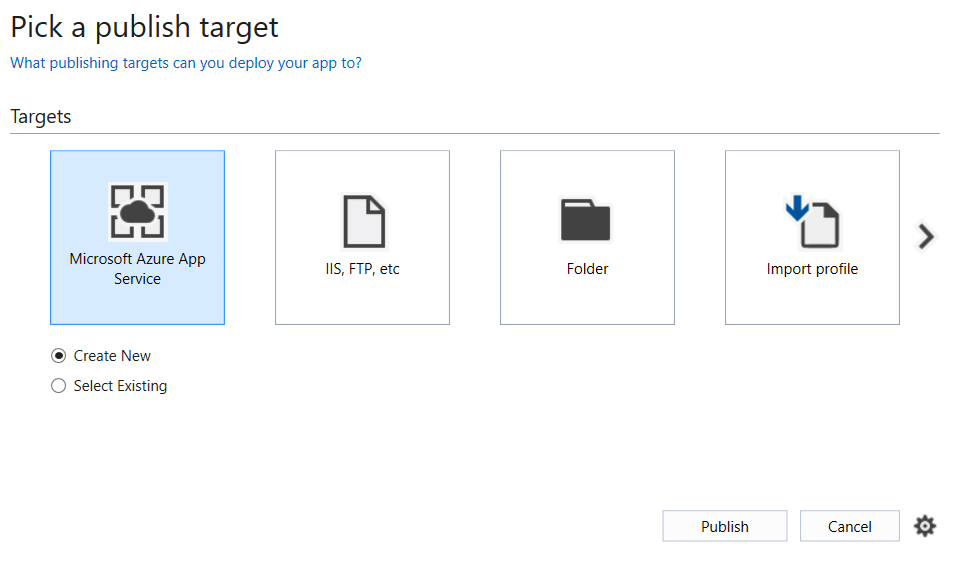 Pick a publish target
What publishing targets can you deploy your app to?
Targets
Microsoft Azure App
Service
IIS, FTP, etc
Folder
Import profile
Create New
Select Existing
Publish
Cancel